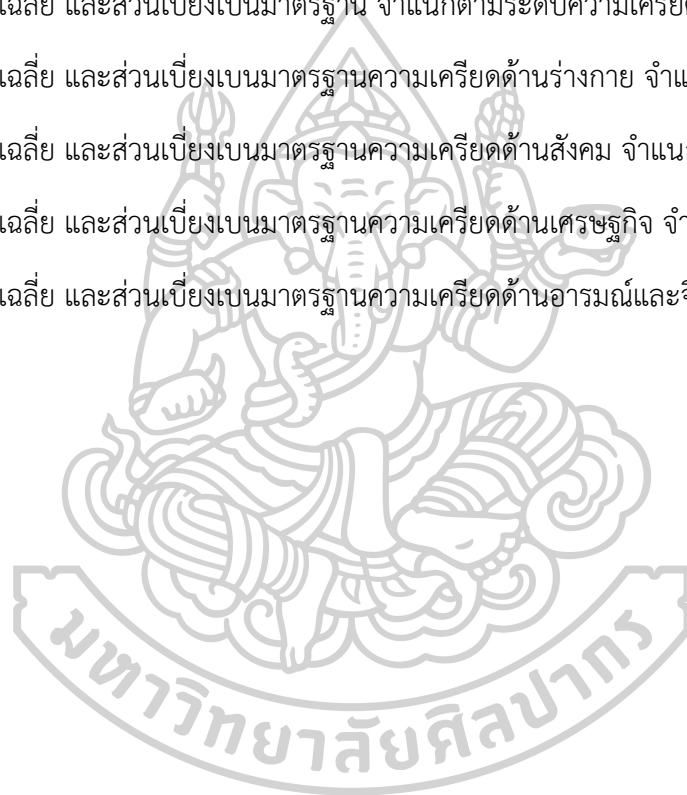 เฉลี่ย และส่วนเบี่ยงเบนมาตรฐาน จำแนกตามระดับความเครียด
เฉลี่ย และส่วนเบี่ยงเบนมาตรฐานความเครียดด้านร่างกาย จำแ
เฉลี่ย และส่วนเบี่ยงเบนมาตรฐานความเครียดด้านสังคม จำแน
เฉลี่ย และส่วนเบี่ยงเบนมาตรฐานความเครียดด้านเศรษฐกิจ จำ
เฉลี่ย และส่วนเบี่ยงเบนมาตรฐานความเครียดด้านอารมณ์และจิ
มหาวิทยาลัยศิลปากร